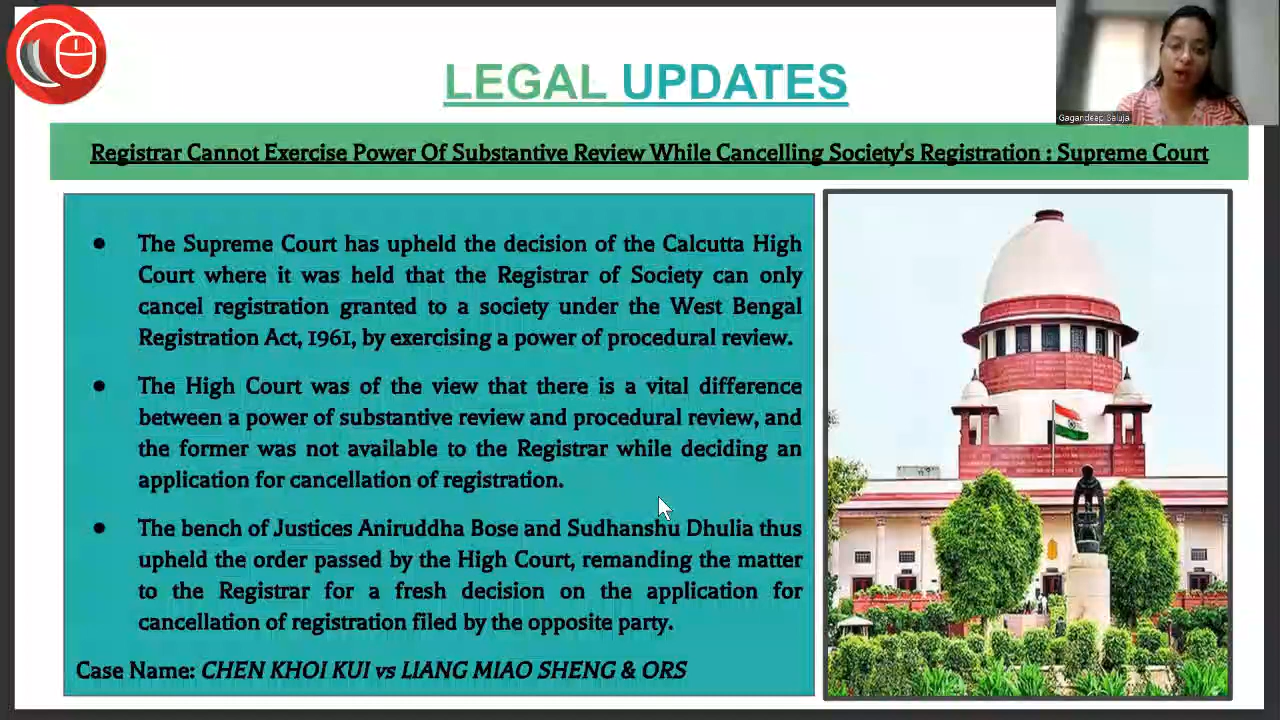 LEGAL UPDATES
Gagandeep Saluja
Registrar Cannot Exercise Power Of Substantive Review While Cancelling Society's Registration : Supreme Court
● The Supreme Court has upheld the decision of the Calcutta High
Court where it was held that the Registrar of Society can only
cancel registration granted to a society under the West Bengal
Registration Act, 1961, by exercising a power of procedural review.
● The High Court was of the view that there is a vital difference
between a power of substantive review and procedural review, and
the former was not available to the Registrar while deciding an
application for cancellation of registration.
● The bench of Justices Aniruddha Bose and Sudhanshu Dhulia thus
upheld the order passed by the High Court, remanding the matter
to the Registrar for a fresh decision on the application for
cancellation of registration filed by the opposite party.
Case Name: CHEN KHOI KUI vs LIANG MIAO SHENG & ORS